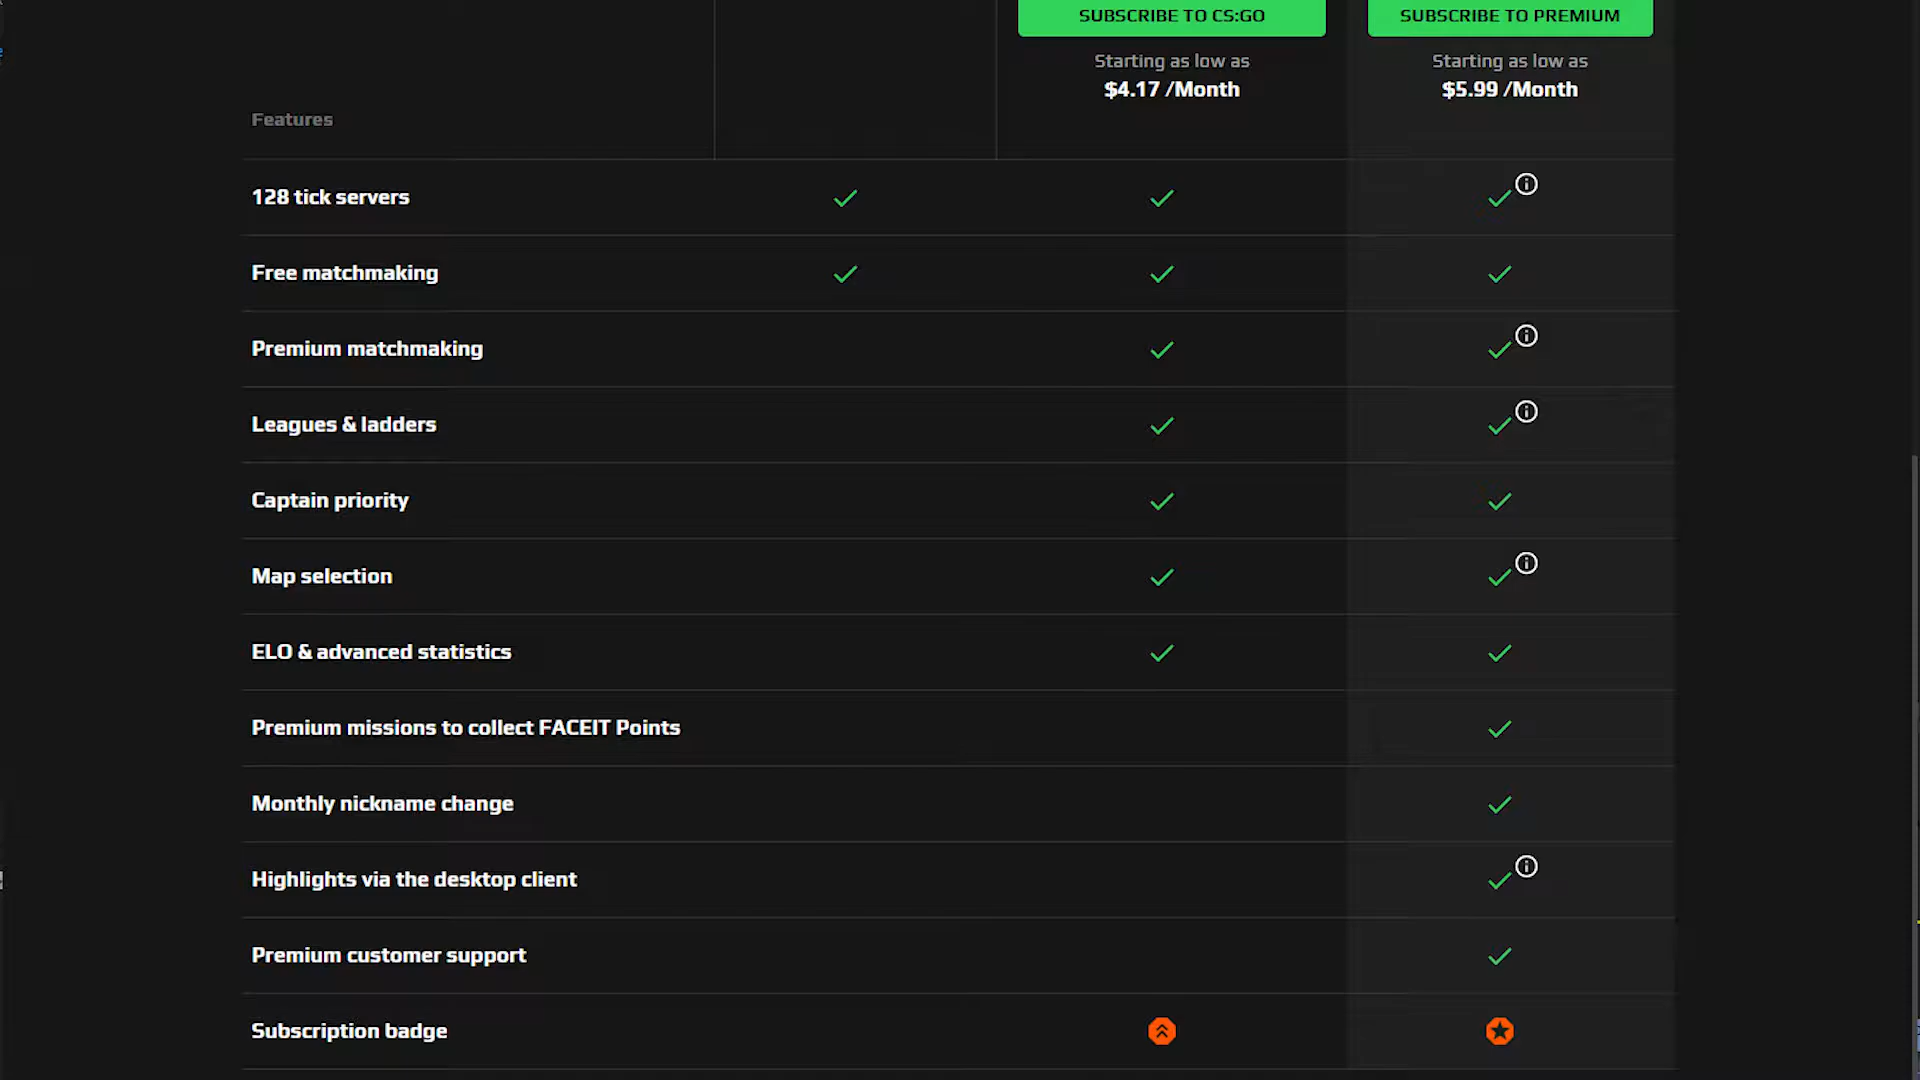 SUBSCRIBE TO CS:GO
SUBSCRIBE TO PREMIUM
Starting as low as
$4.17 /Month
Starting as low as
$5.99 /Month
Features
128 tick servers
Free matchmaking
Premium matchmaking
Leagues & ladders
Captain priority
Map selection
ELO & advanced statistics
Premium missions to collect FACEIT Points
Monthly nickname change
Highlights via the desktop client
Premium customer support
Subscription badge